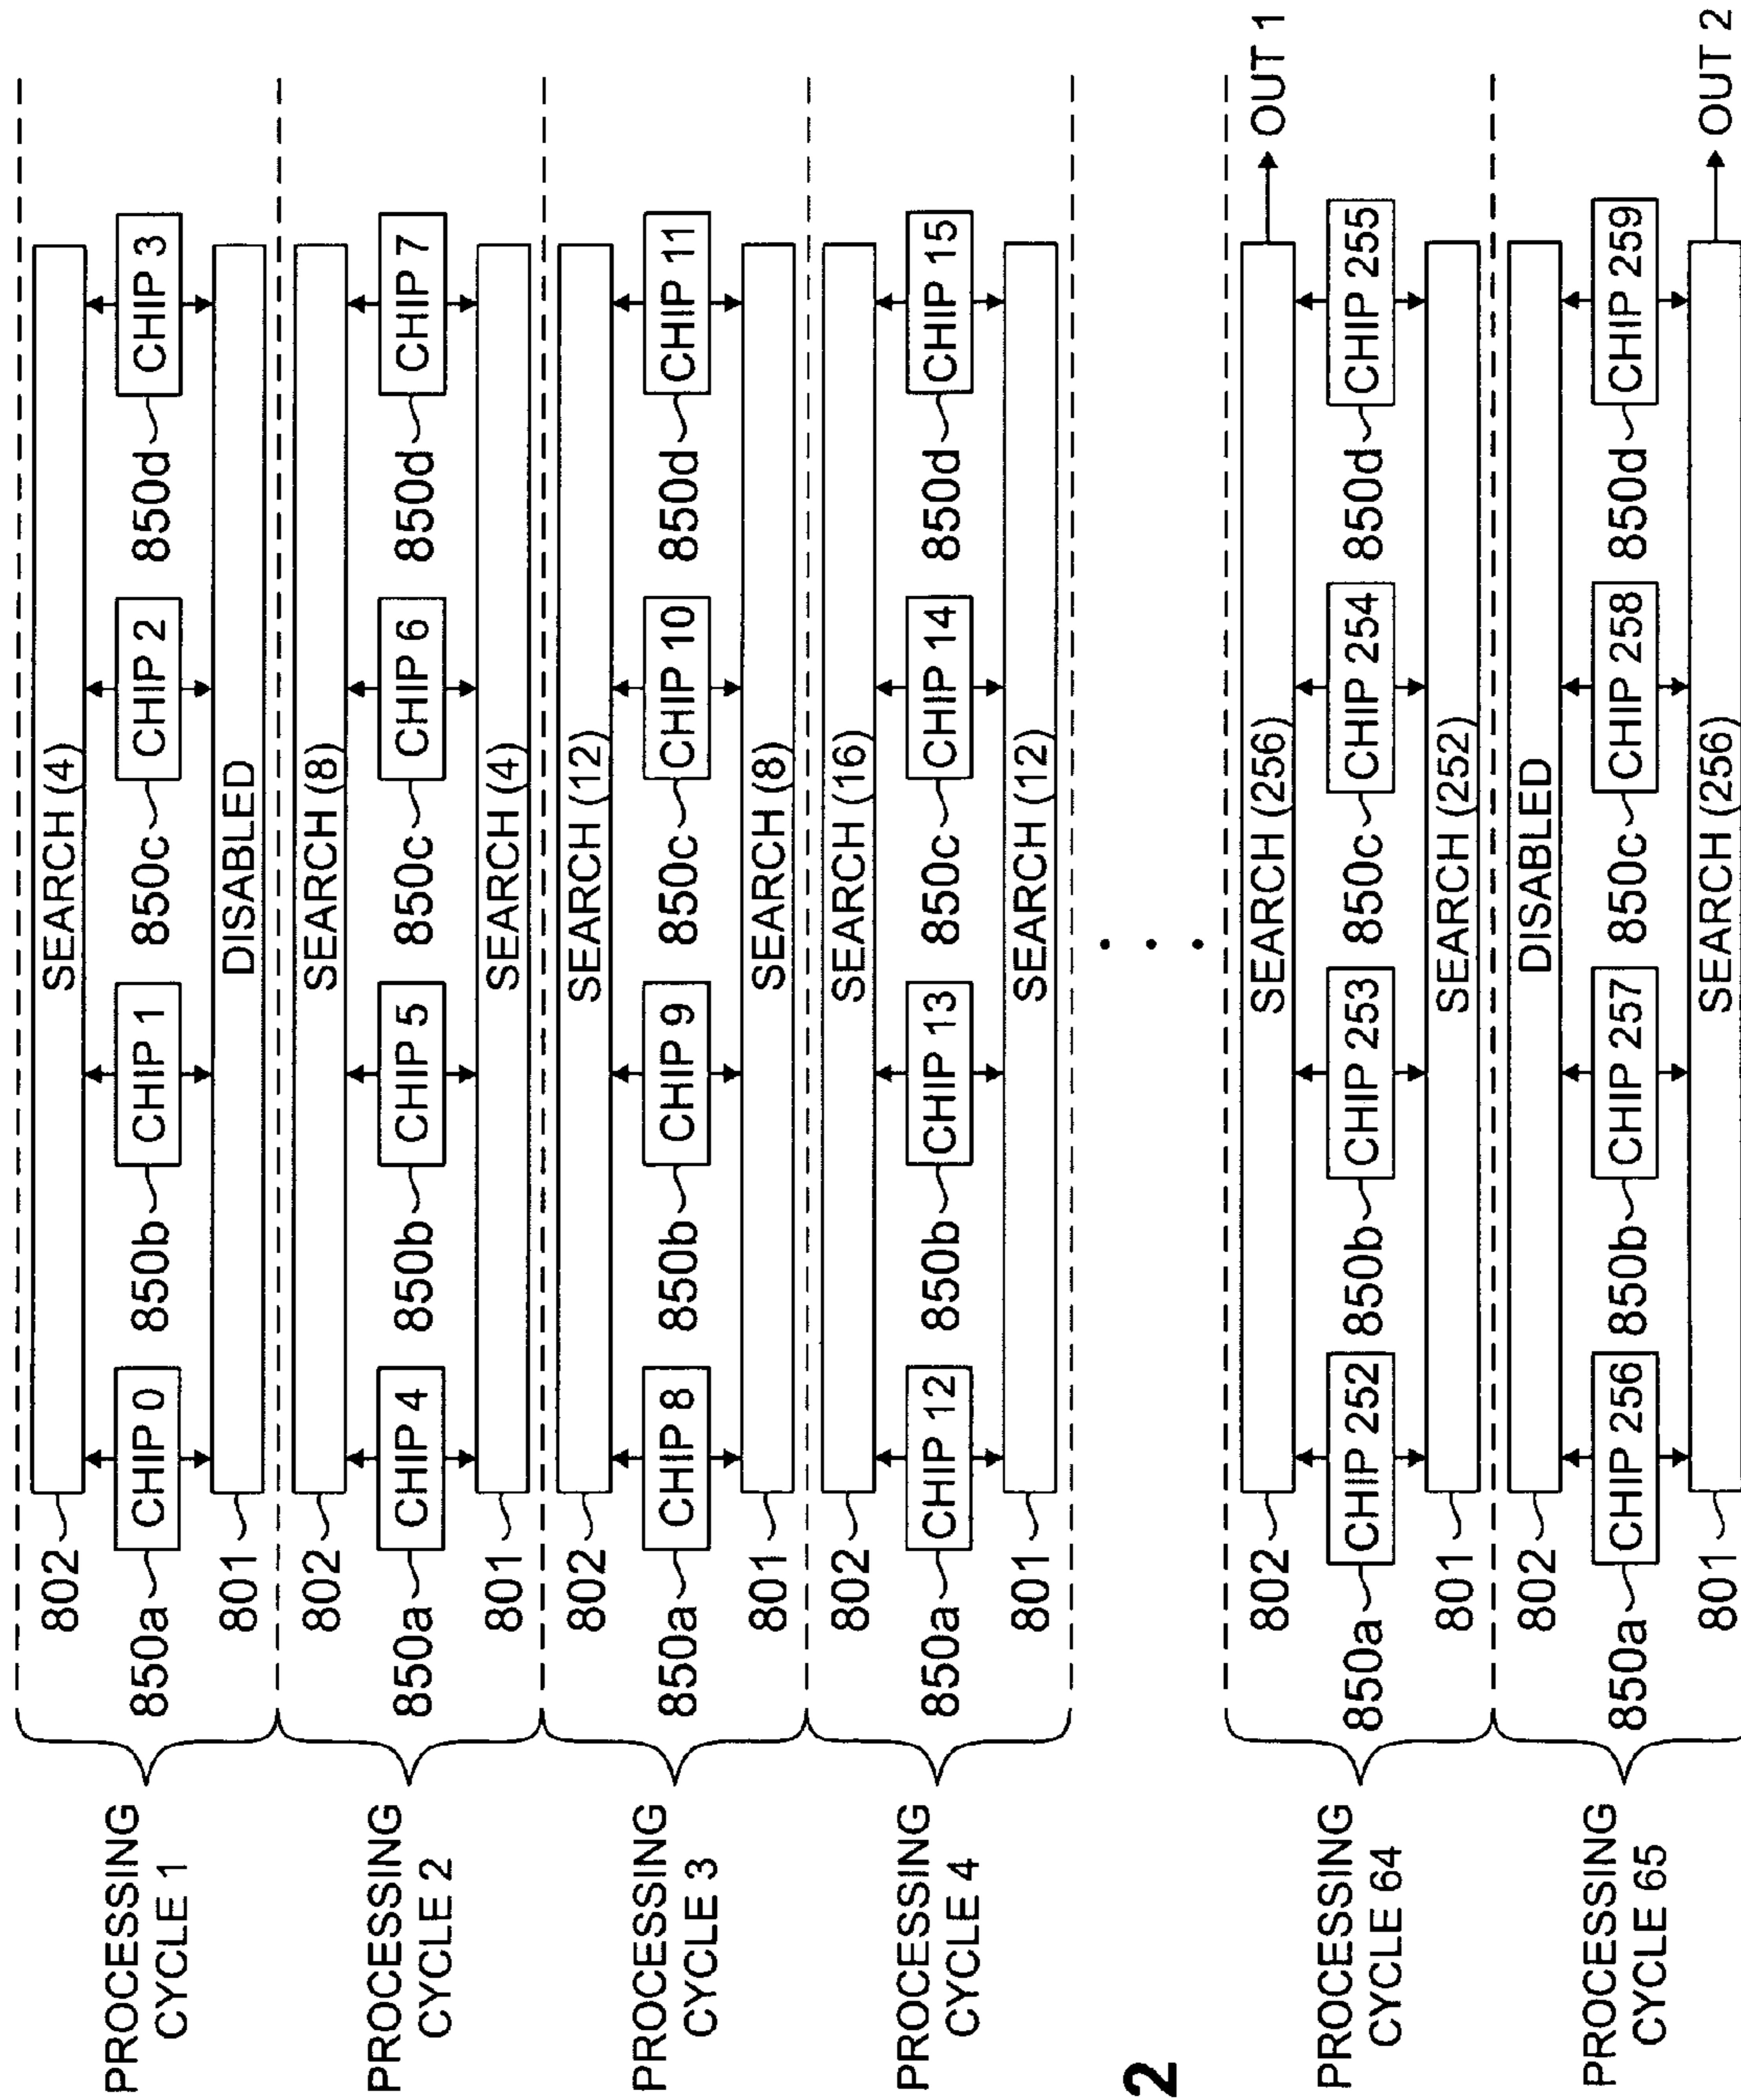 PROCESSING
CYCLE 1
802
SEARCH (4)
850a
CHIP 0
850b
CHIP 1
850c
CHIP 2
850d
CHIP 3
801
DISABLED
PROCESSING
CYCLE 2
802
SEARCH (8)
850a
CHIP 4
850b
CHIP 5
850c
CHIP 6
850d
CHIP 7
801
SEARCH (4)
PROCESSING
CYCLE 3
802
SEARCH (12)
850a
CHIP 8
850b
CHIP 9
850c
CHIP 10
850d
CHIP 11
801
SEARCH (8)
PROCESSING
CYCLE 4
802
SEARCH (16)
850a
CHIP 12
850b
CHIP 13
850c
CHIP 14
850d
CHIP 15
801
SEARCH (12)
2
. . .
PROCESSING
CYCLE 64
802
SEARCH (256)
OUT 1
850a
CHIP 252
850b
CHIP 253
850c
CHIP 254
850d
CHIP 255
801
SEARCH (252)
PROCESSING
CYCLE 65
802
DISABLED
850a
CHIP 256
850b
CHIP 257
850c
CHIP 258
850d
CHIP 259
801
SEARCH (256)
OUT 2